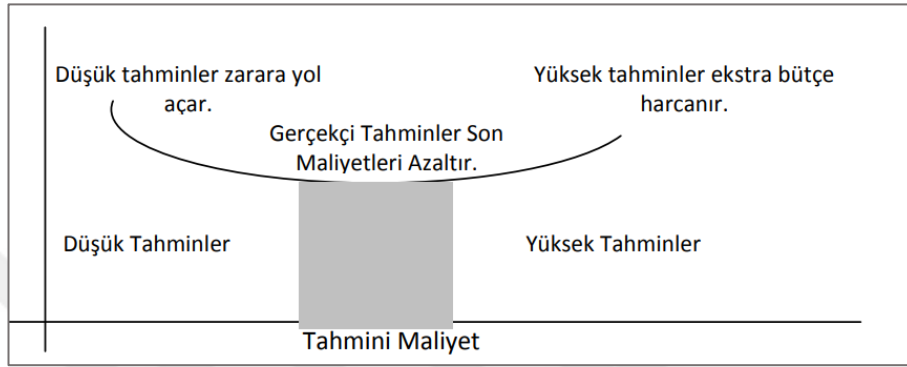 Düşük tahminler zarara yol
açar.
Yüksek tahminler ekstra bütçe
harcanır.
Gerçekçi Tahminler Son
Maliyetleri Azaltır.
Düşük Tahminler
Yüksek Tahminler
Tahmini Maliyet